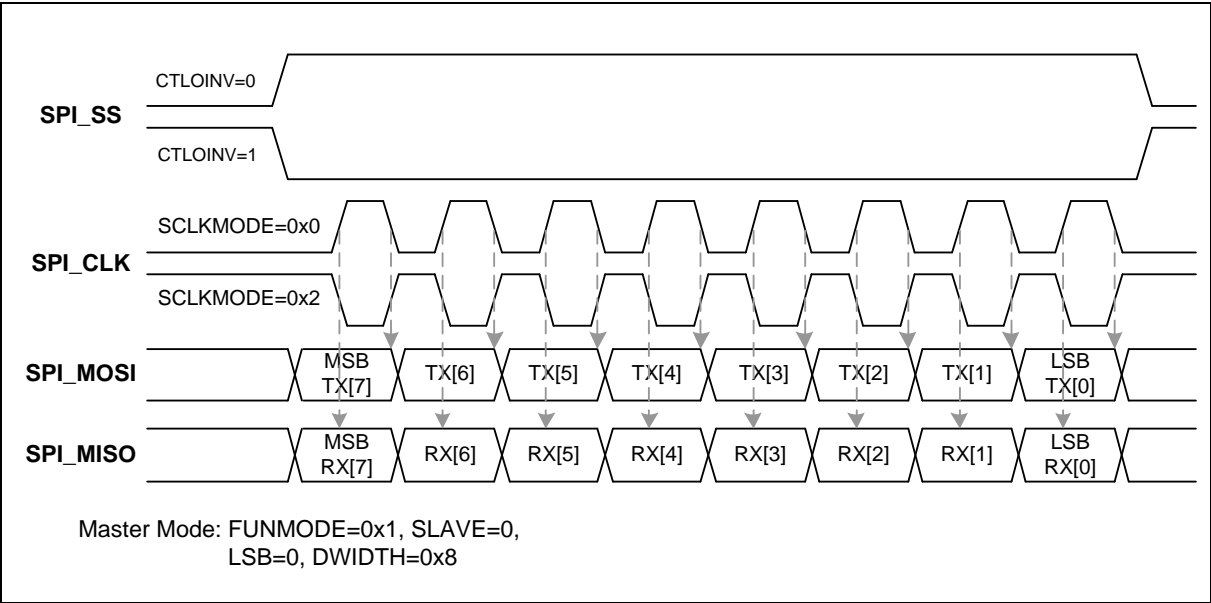 CTLOINV=0
SPI_SS
CTLOINV=1
SCLKMODE=0x0
SPI_CLK
SCLKMODE=0x2
SPI_MOSI
MSB TX[6] TX[5] TX[4] TX[3] TX[2] TX[1] LSB
TX[7] TX[0]
SPI_MISO
MSB RX[6] RX[5] RX[4] RX[3] RX[2] RX[1] LSB
RX[7] RX[0]
Master Mode: FUNMODE=0x1, SLAVE=0,
LSB=0, DWIDTH=0x8